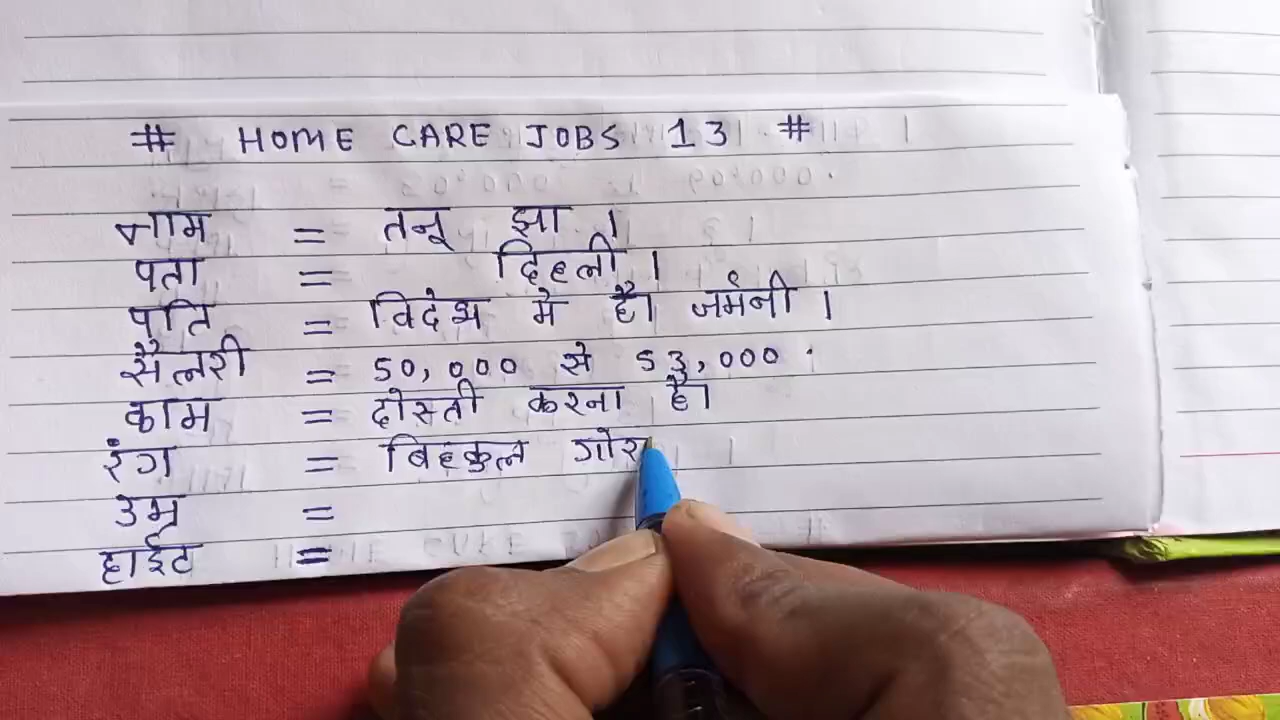 # HOME CARE JOBS 13 #
नाम = तनू झा ।
पता = दिल्ली ।
पति = विदेश मे है। जर्मनी ।
सैलरी = 50,000 से 53,000 .
काम = दोस्ती करना है।
रंग = बिल्कुल गोर
उम्र =
हाईट =